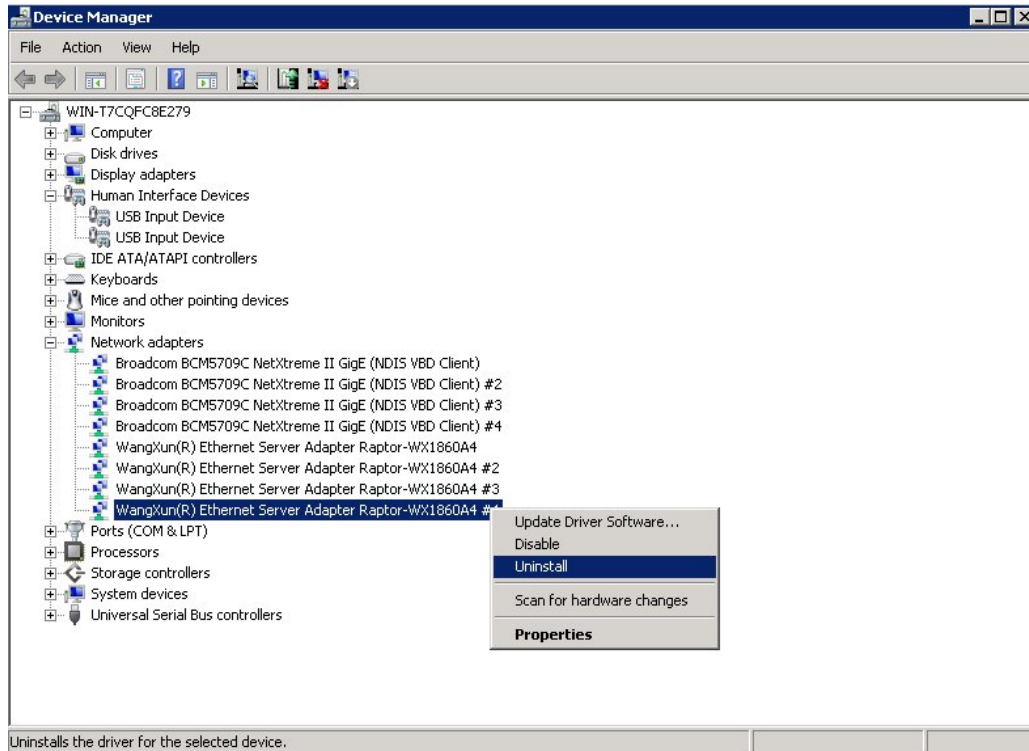 Device Manager
File Action View Help
WIN-T7CQFC8E279
Computer
Disk drives
Display adapters
Human Interface Devices
USB Input Device
USB Input Device
IDE ATA/ATAPI controllers
Keyboards
Mice and other pointing devices
Monitors
Network adapters
Broadcom BCM5709C NetXtreme II GigE (NDIS VBD Client)
Broadcom BCM5709C NetXtreme II GigE (NDIS VBD Client) #2
Broadcom BCM5709C NetXtreme II GigE (NDIS VBD Client) #3
Broadcom BCM5709C NetXtreme II GigE (NDIS VBD Client) #4
WangXun(R) Ethernet Server Adapter Raptor-WX1860A4
WangXun(R) Ethernet Server Adapter Raptor-WX1860A4 #2
WangXun(R) Ethernet Server Adapter Raptor-WX1860A4 #3
WangXun(R) Ethernet Server Adapter Raptor-WX1860A4
Ports (COM & LPT)
Processors
Storage controllers
System devices
Universal Serial Bus controllers
Update Driver Software...
Disable
Uninstall
Scan for hardware changes
Properties
Uninstalls the driver for the selected device.